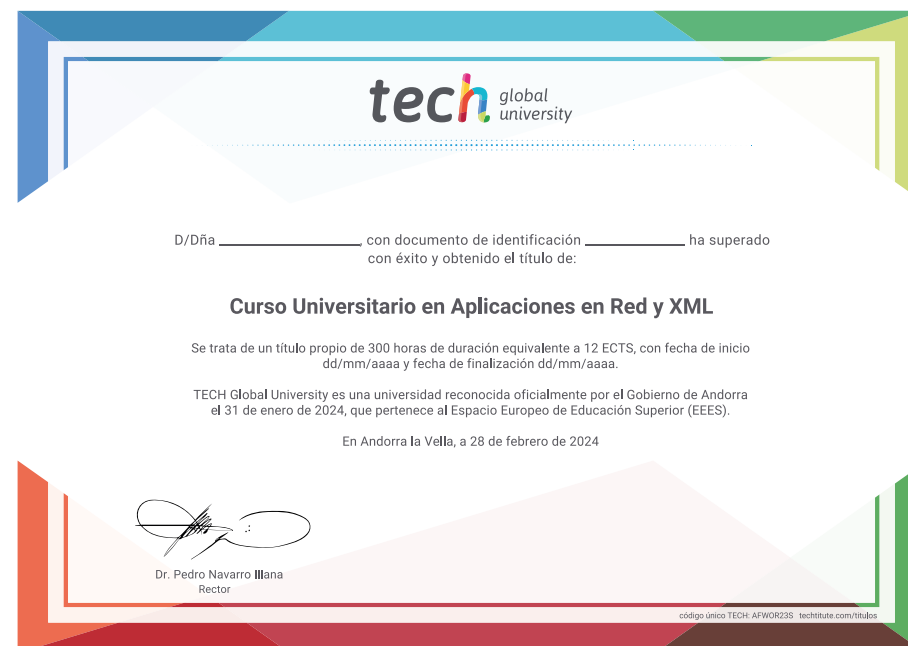 tech global university
D/Dña ____________________, con documento de identificación ______________ ha superado
con éxito y obtenido el título de:
Curso Universitario en Aplicaciones en Red y XML
Se trata de un título propio de 300 horas de duración equivalente a 12 ECTS, con fecha de inicio
dd/mm/aaaa y fecha de finalización dd/mm/aaaa.
TECH Global University es una universidad reconocida oficialmente por el Gobierno de Andorra
el 31 de enero de 2024, que pertenece al Espacio Europeo de Educación Superior (EEES).
En Andorra la Vella, a 28 de febrero de 2024
Dr. Pedro Navarro Illana
Rector
código único TECH: AFWOR23S techtitute.com/titulos